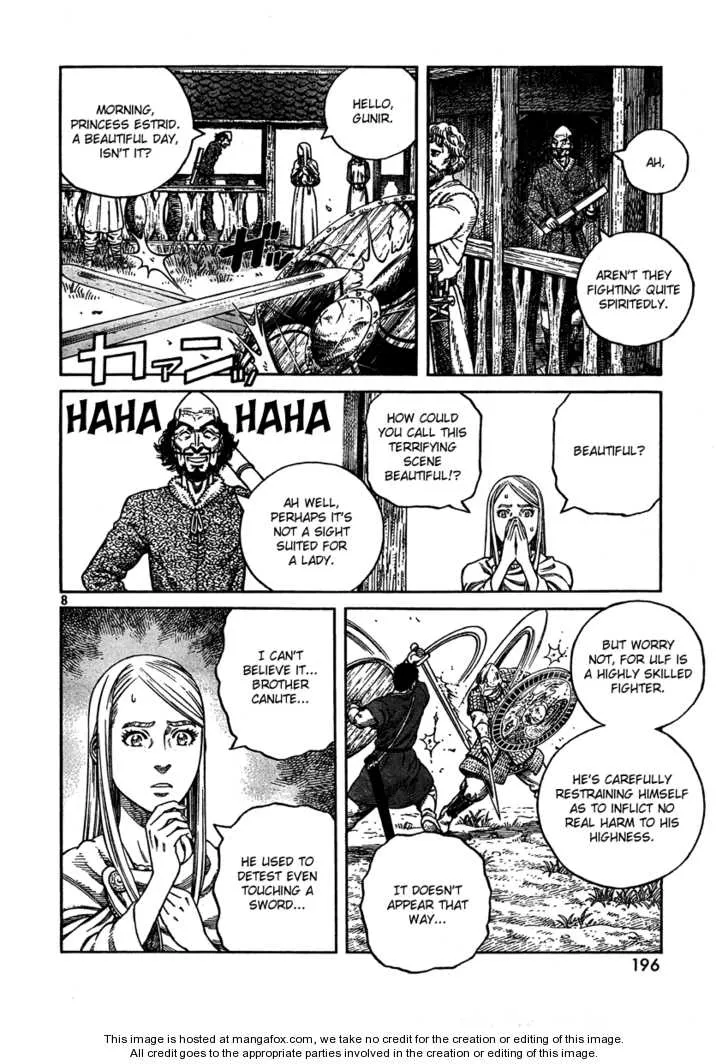 AH,
AREN'T THEY
FIGHTING QUITE
SPIRITEDLY.
HELLO,
GUNIR.
MORNING,
PRINCESS ESTRID.
A BEAUTIFUL DAY,
ISN'T IT?
ガッ
カァンッ
BEAUTIFUL?
HOW COULD
YOU CALL THIS
TERRIFYING
SCENE
BEAUTIFUL!?
HAHA HAHA
AH WELL,
PERHAPS IT'S
NOT A SIGHT
SUITED FOR
A LADY.
8
BUT WORRY
NOT, FOR ULF IS
A HIGHLY SKILLED
FIGHTER.
HE'S CAREFULLY
RESTRAINING HIMSELF
AS TO INFLICT NO
REAL HARM TO HIS
HIGHNESS.
IT DOESN'T
APPEAR THAT
WAY...
I CAN'T
BELIEVE IT...
BROTHER
CANUTE...
HE USED TO
DETEST EVEN
TOUCHING A
SWORD...
196
This image is hosted at mangafox.com, we take no credit for the creation or editing of this image.
All credit goes to the appropriate parties involved in the creation or editing of this image.